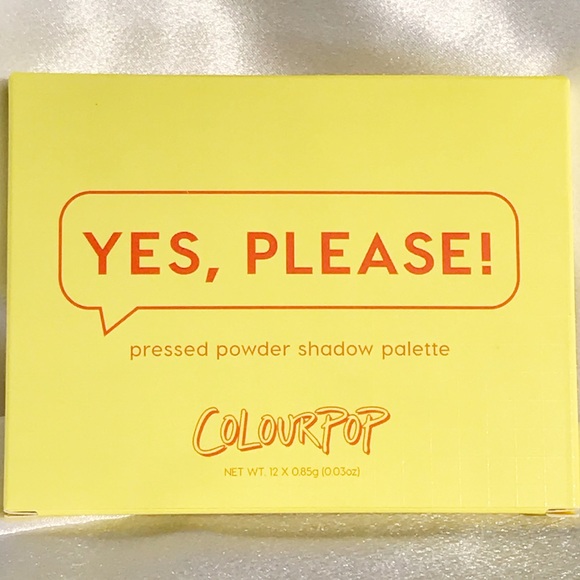 YES, PLEASE!
pressed powder shadow palette
COLOURPOP
NET WT. 12 X 0.85g (0.03oz)